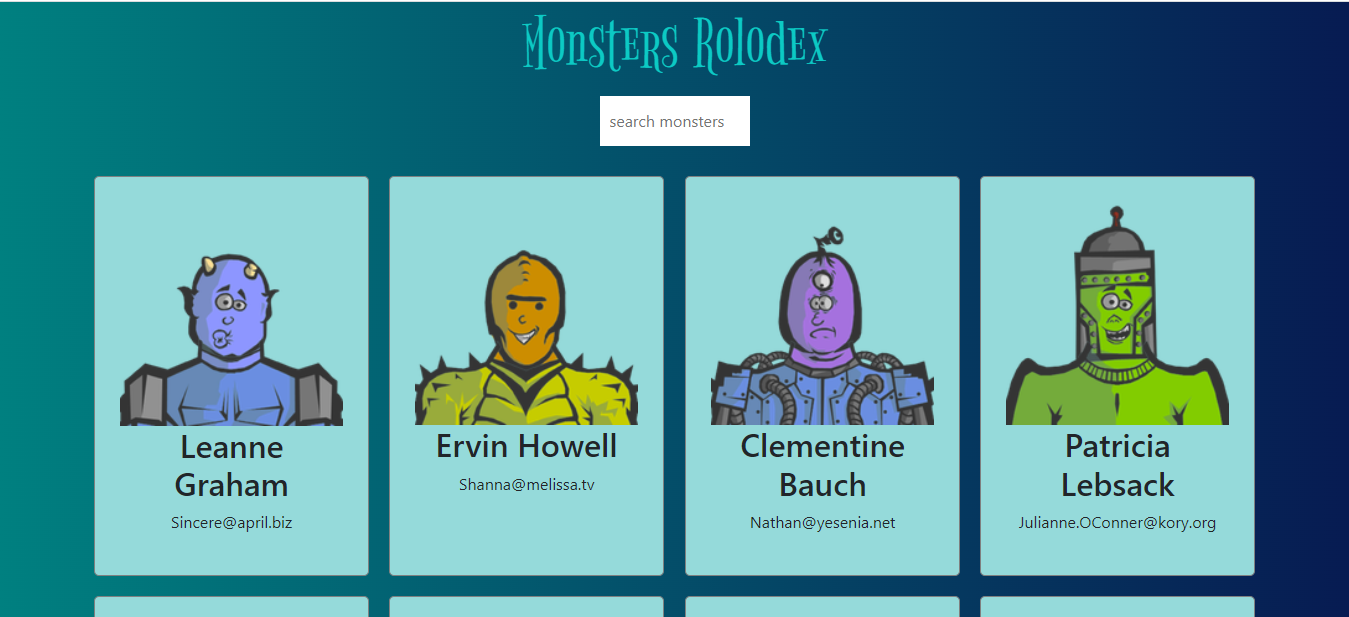 Monsters Rolodex
search monsters
Leanne
Graham
Sincere@april.biz
Ervin Howell
Shanna@melissa.tv
Clementine
Bauch
Nathan@yesenia.net
Patricia
Lebsack
Julianne.OConner@kory.org